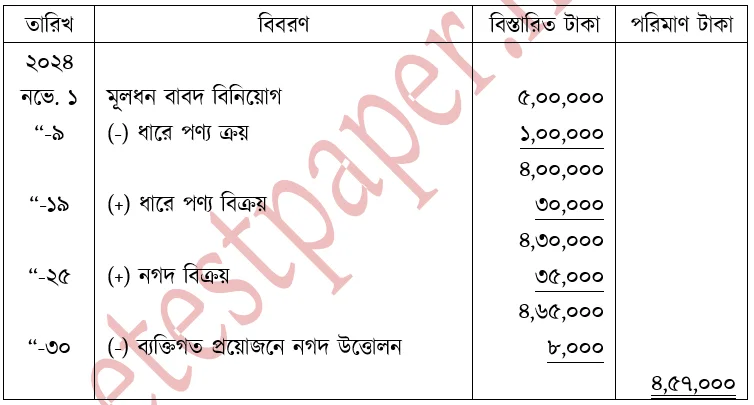 তারিখ বিবরণ বিস্তারিত টাকা পরিমাণ টাকা
২০২৪
নভে. ১ মূলধন বাবদ বিনিয়োগ ৫,০০,০০০
“-৯ (-) ধারে পণ্য ক্রয় ১,০০,০০০
৪,০০,০০০
“-১৯ (+) ধারে পণ্য বিক্রয় ৩০,০০০
৪,৩০,০০০
“-২৫ (+) নগদ বিক্রয় ৩৫,০০০
৪,৬৫,০০০
“-৩০ (-) ব্যক্তিগত প্রয়োজনে নগদ উত্তোলন ৮,০০০
৪,৫৭,০০০
etestpaper.